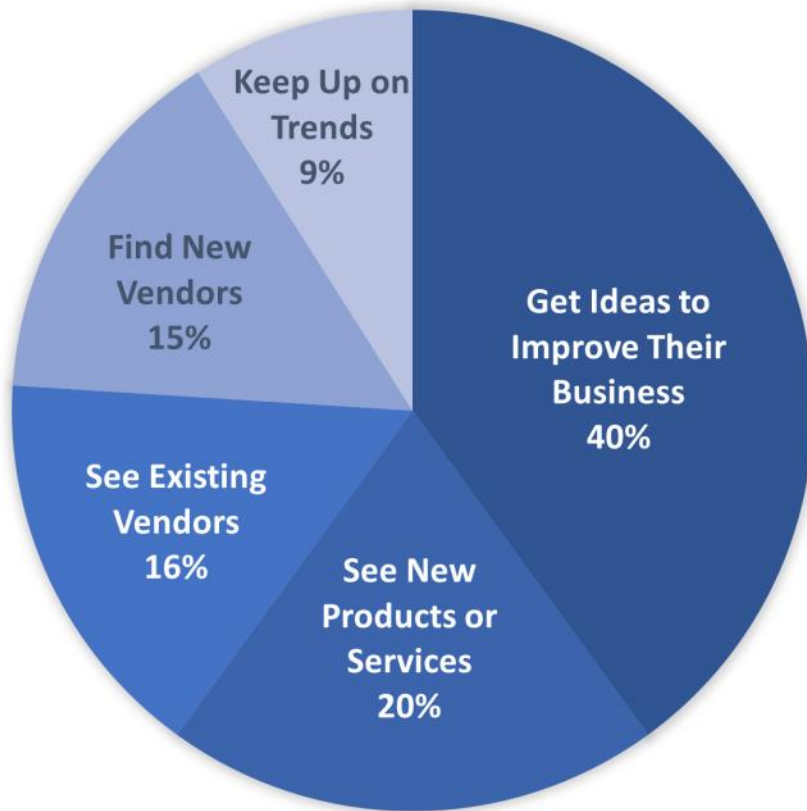 Keep Up on
Trends
9%
Find New
Vendors
15%
Get Ideas to
Improve Their
Business
40%
See Existing
Vendors
16%
See New
Products or
Services
20%